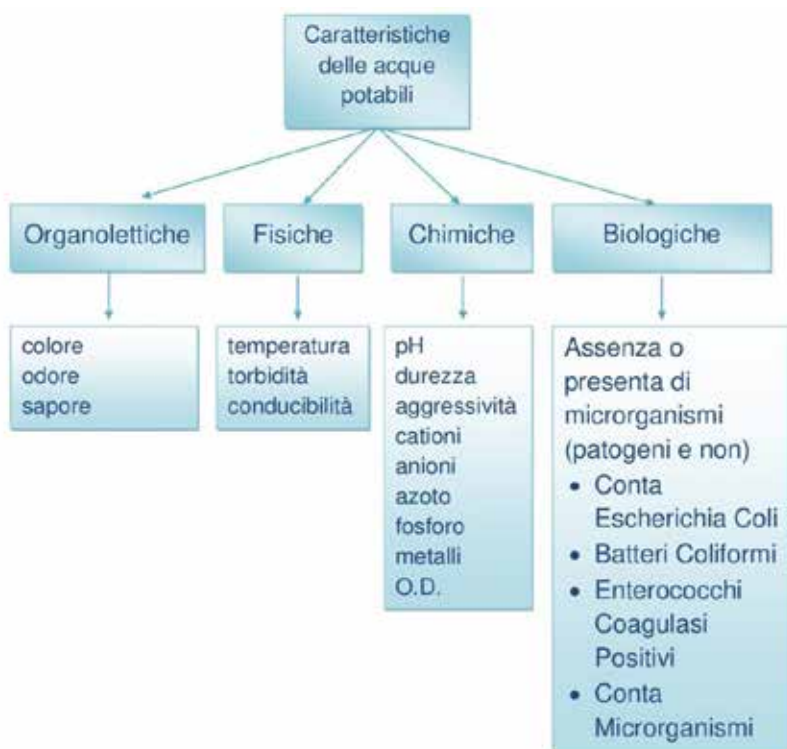 Caratteristiche
delle acque
potabili
Organolettiche
Fisiche
Chimiche
Biologiche
colore
odore
sapore
temperatura
torbidità
conducibilità
pH
durezza
aggressività
cationi
anioni
azoto
fosforo
metalli
O.D.
Assenza o
presenta di
microrganismi
(patogeni e non)
• Conta
Escherichia Coli
• Batteri Coliformi
• Enterococchi
Coagulasi
Positivi
• Conta
Microrganismi